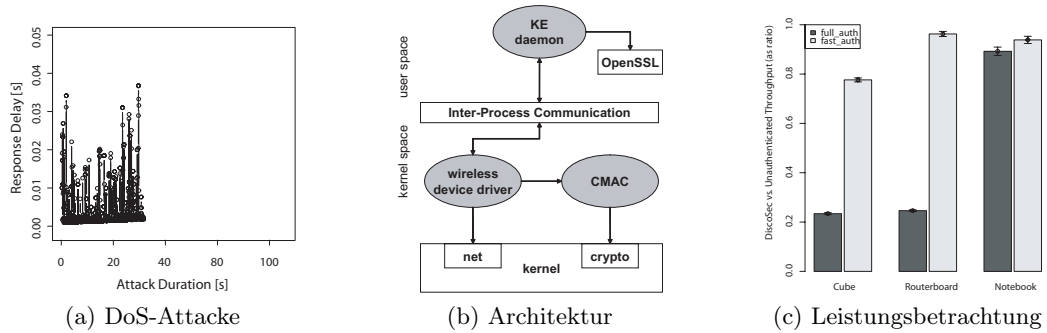 Response Delay [s]
0.05
0.04
0.03
0.02
0.01
0.00
0
20
40
60
80
100
Attack Duration [s]
(a) DoS-Attacke
user space
kernel space
KE
daemon
OpenSSL
Inter-Process Communication
wireless
device driver
CMAC
net
kernel
crypto
(b) Architektur
DiscoSec vs. Unauthenticated Throughput (as ratio)
1.0
0.8
0.6
0.4
0.2
0.0
full_auth
fast_auth
Cube
Routerboard
Notebook
(c) Leistungsbetrachtung